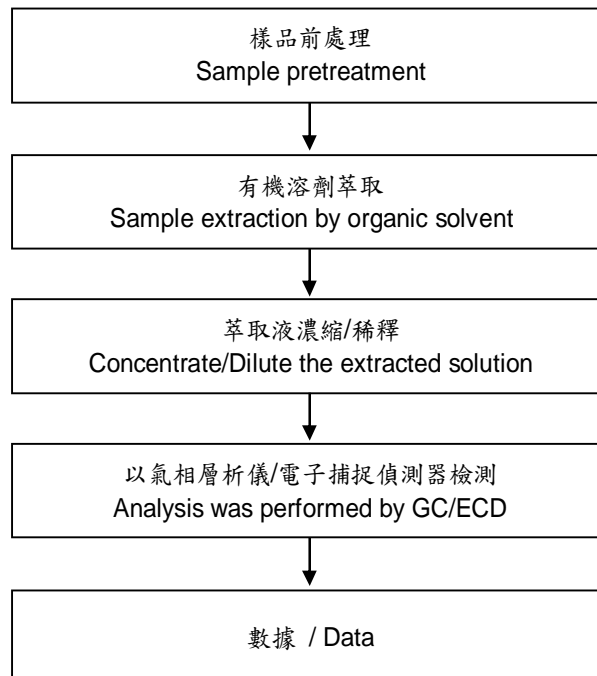 樣品前處理
Sample pretreatment
有機溶劑萃取
Sample extraction by organic solvent
萃取液濃縮/稀釋
Concentrate/Dilute the extracted solution
以氣相層析儀/電子捕捉偵測器檢測
Analysis was performed by GC/ECD
數據 / Data